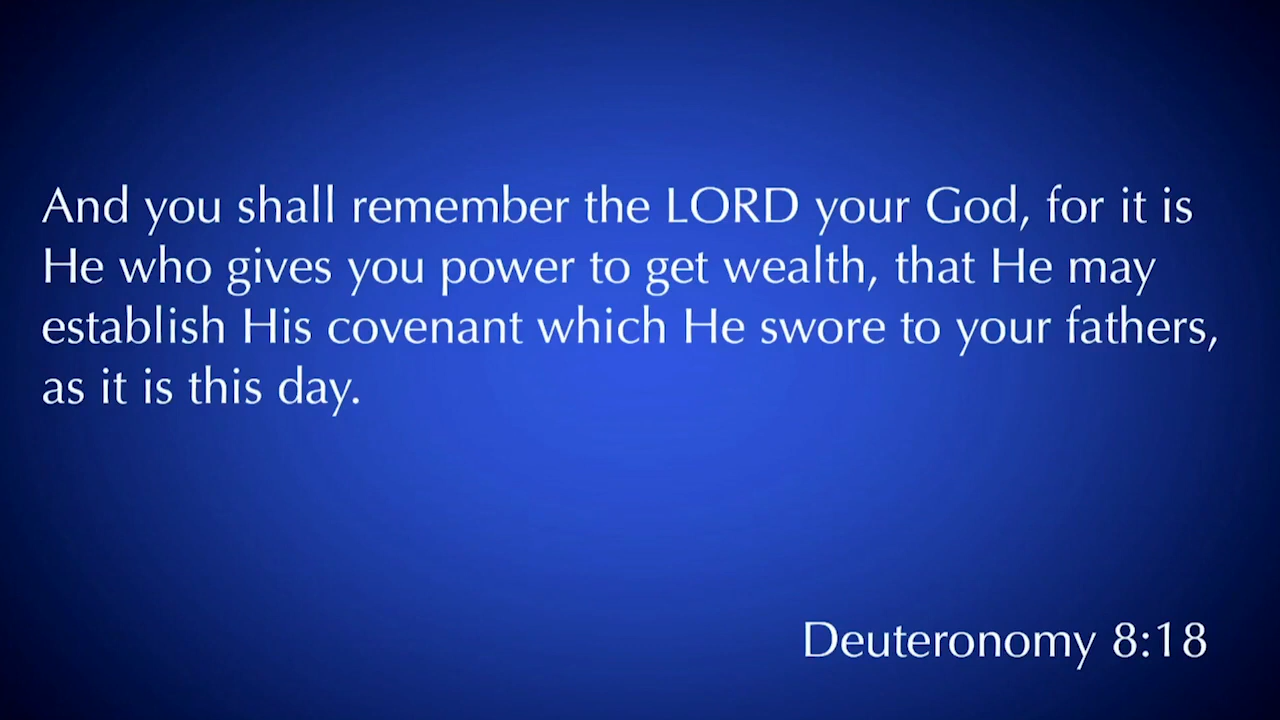 And you shall remember the LORD your God, for it is
He who gives you power to get wealth, that He may
establish His covenant which He swore to your fathers,
as it is this day.
Deuteronomy 8:18